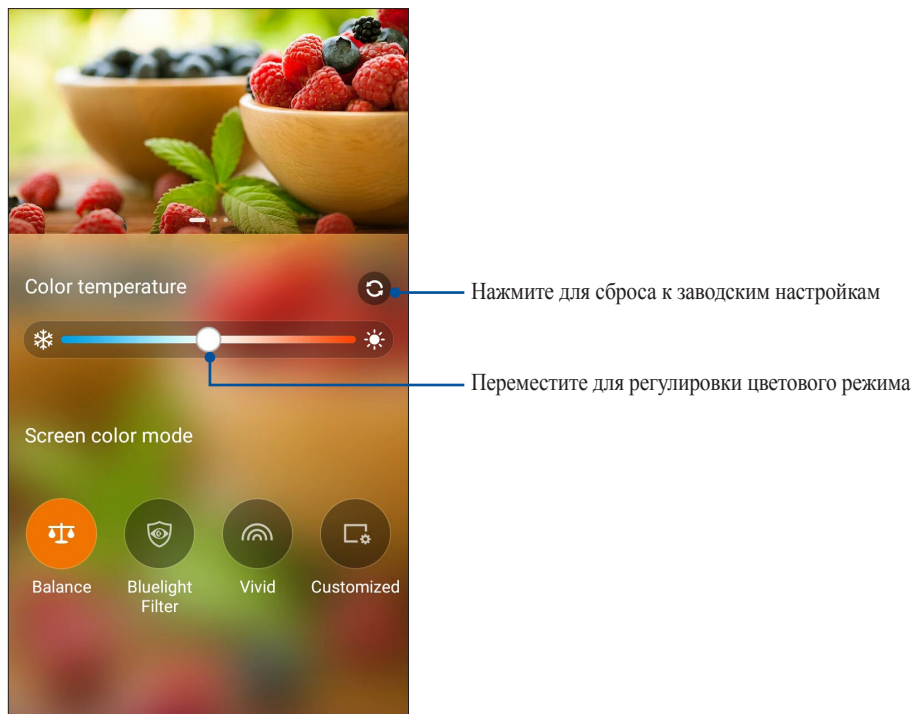 Color temperature
Нажмите для сброса к заводским настройкам
Переместите для регулировки цветового режима
Screen color mode
Balance
Bluelight
Filter
Vivid
Customized